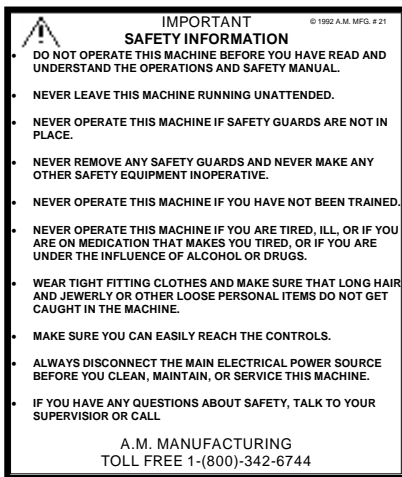 IMPORTANT © 1992 A.M. MFG. # 21
SAFETY INFORMATION
• DO NOT OPERATE THIS MACHINE BEFORE YOU HAVE READ AND
UNDERSTAND THE OPERATIONS AND SAFETY MANUAL.
• NEVER LEAVE THIS MACHINE RUNNING UNATTENDED.
• NEVER OPERATE THIS MACHINE IF SAFETY GUARDS ARE NOT IN
PLACE.
• NEVER REMOVE ANY SAFETY GUARDS AND NEVER MAKE ANY
OTHER SAFETY EQUIPMENT INOPERATIVE.
• NEVER OPERATE THIS MACHINE IF YOU HAVE NOT BEEN TRAINED.
• NEVER OPERATE THIS MACHINE IF YOU ARE TIRED, ILL, OR IF YOU
ARE ON MEDICATION THAT MAKES YOU TIRED, OR IF YOU ARE
UNDER THE INFLUENCE OF ALCOHOL OR DRUGS.
• WEAR TIGHT FITTING CLOTHES AND MAKE SURE THAT LONG HAIR
AND JEWERLY OR OTHER LOOSE PERSONAL ITEMS DO NOT GET
CAUGHT IN THE MACHINE.
• MAKE SURE YOU CAN EASILY REACH THE CONTROLS.
• ALWAYS DISCONNECT THE MAIN ELECTRICAL POWER SOURCE
BEFORE YOU CLEAN, MAINTAIN, OR SERVICE THIS MACHINE.
• IF YOU HAVE ANY QUESTIONS ABOUT SAFETY, TALK TO YOUR
SUPERVISIOR OR CALL
A.M. MANUFACTURING
TOLL FREE 1-(800)-342-6744